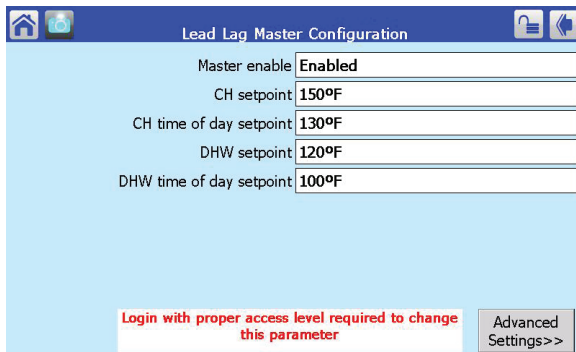 Lead Lag Master Configuration
Master enable Enabled
CH setpoint 150ºF
CH time of day setpoint 130ºF
DHW setpoint 120ºF
DHW time of day setpoint 100ºF
Login with proper access level required to change
this parameter
Advanced
Settings>>